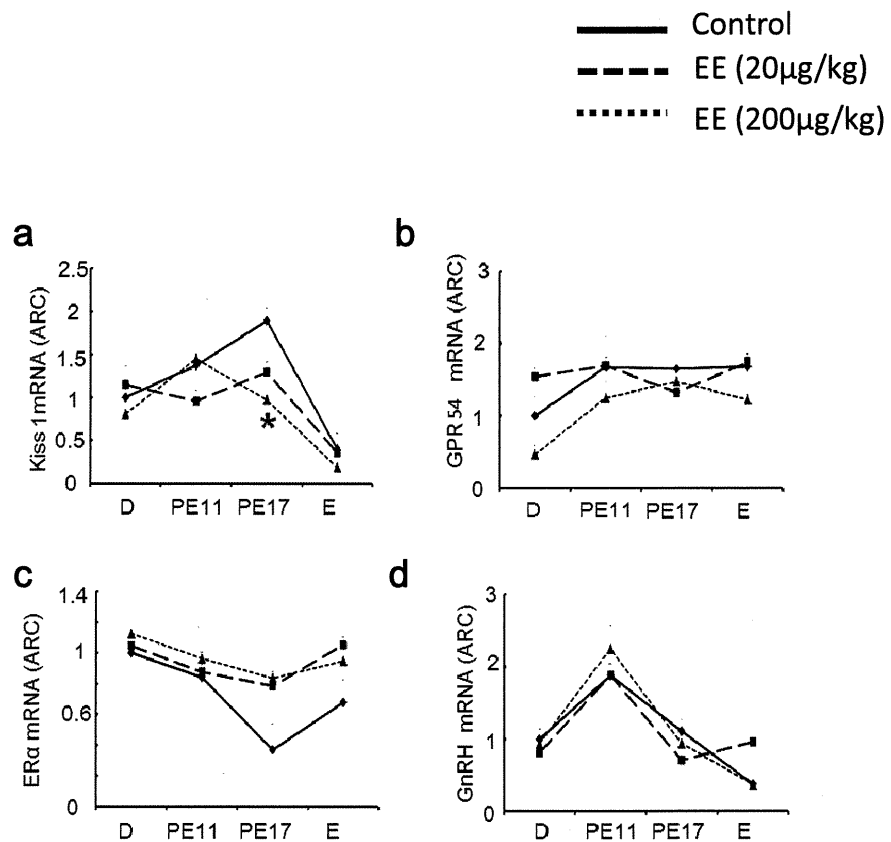 Control
EE (20µg/kg)
EE (200µg/kg)
a
Kiss 1 mRNA (ARC)
2.5
2
1.5
1
0.5
0
*
D PE11 PE17 E
b
GPR 54 mRNA (ARC)
3
2
1
0
D PE11 PE17 E
c
ERα mRNA (ARC)
1.4
1
0.6
0
D PE11 PE17 E
d
GnRH mRNA (ARC)
3
2
1
0
D PE11 PE17 E